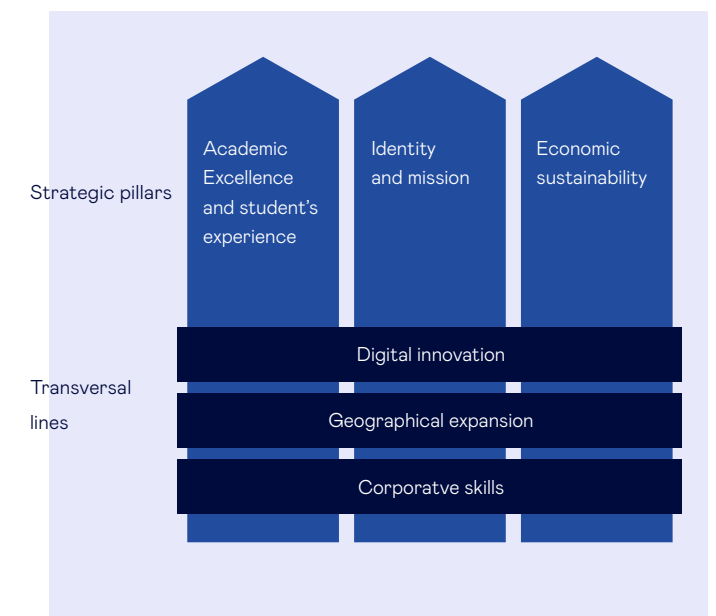 Strategic pillars
Academic
Excellence
and student’s
experience
Identity
and mission
Economic
sustainability
Transversal
lines
Digital innovation
Geographical expansion
Corporatve skills